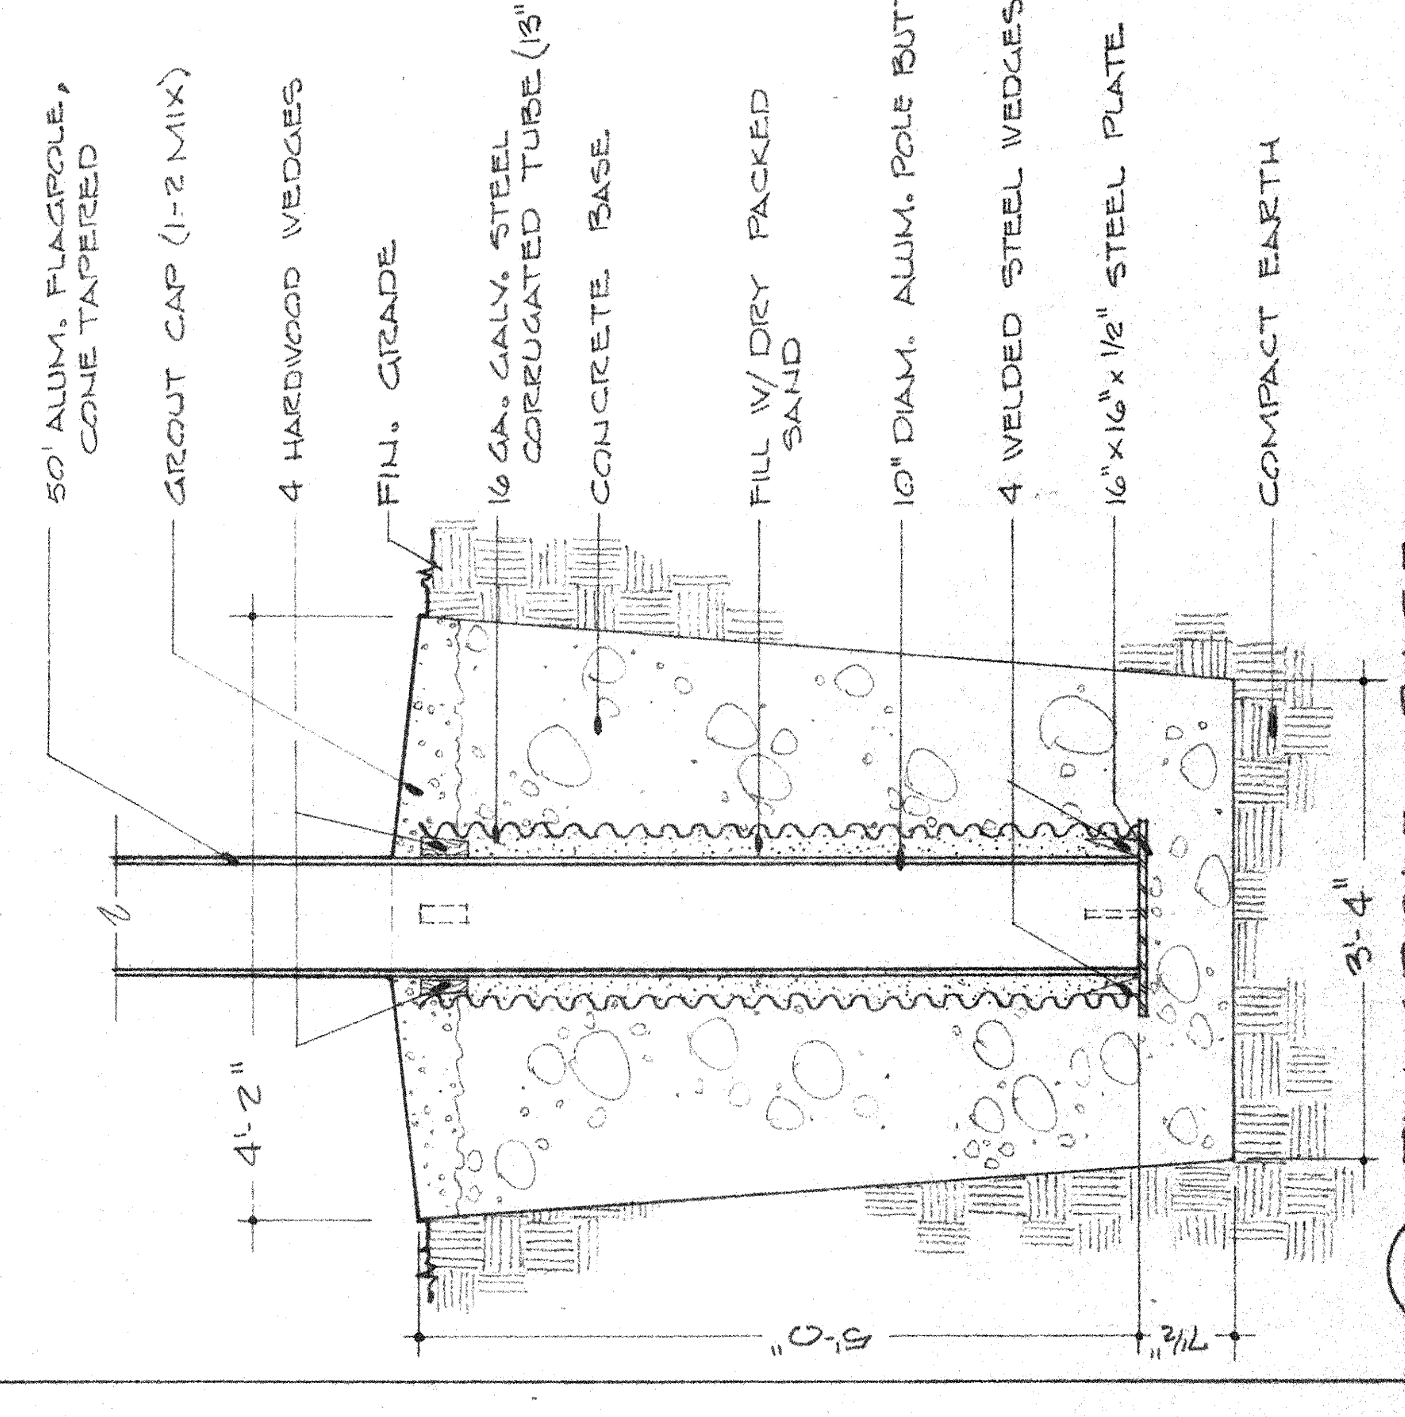 50' ALUM. FLAGPOLE,
CONE TAPERED
GROUT CAP (1-2 MIX)
4 HARDWOOD WEDGES
FIN. GRADE
16 GA. GALV. STEEL
CORRUGATED TUBE (13"
CONCRETE BASE
FILL W/ DRY PACKED
SAND
10" DIAM. ALUM. POLE BUTT
4 WELDED STEEL WEDGES
16" x 16" x 1/2" STEEL PLATE
COMPACT EARTH
4'-2"
3'-4"
5'-0"
7 1/2"